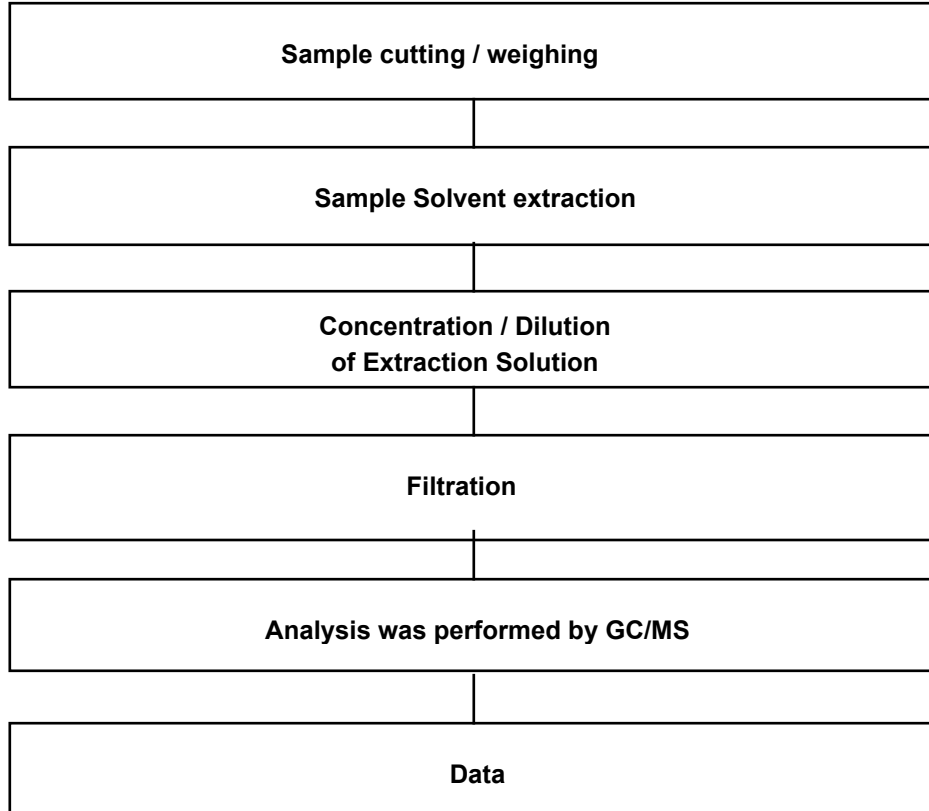 Sample cutting / weighing
Sample Solvent extraction
Concentration / Dilution
of Extraction Solution
Filtration
Analysis was performed by GC/MS
Data